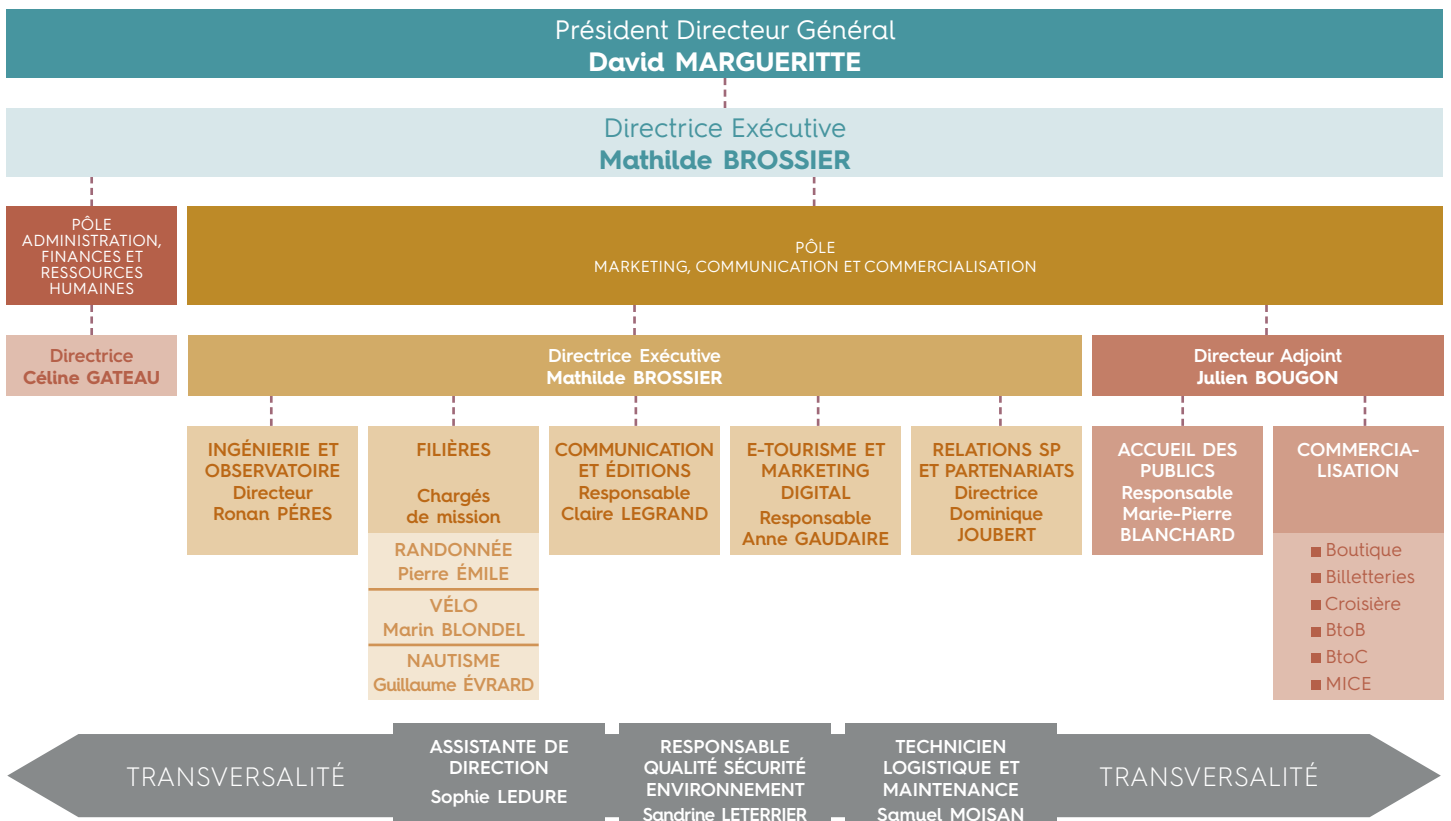 Président Directeur Général
David MARGUERITTE
Directrice Exécutive
Mathilde BROSSIER
PÔLE
ADMINISTRATION,
FINANCES ET
RESSOURCES
HUMAINES
PÔLE
MARKETING, COMMUNICATION ET COMMERCIALISATION
Directrice
Céline GATEAU
Directrice Exécutive
Mathilde BROSSIER
Directeur Adjoint
Julien BOUGON
INGÉNIERIE ET
OBSERVATOIRE
Directeur
Ronan PÉRES
FILIÈRES
Chargés
de mission
RANDONNÉE
Pierre ÉMILE
VÉLO
Marin BLONDEL
NAUTISME
Guillaume ÉVRARD
COMMUNICATION
ET ÉDITIONS
Responsable
Claire LEGRAND
E-TOURISME ET
MARKETING
DIGITAL
Responsable
Anne GAUDAIRE
RELATIONS SP
ET PARTENARIATS
Directrice
Dominique
JOUBERT
ACCUEIL DES
PUBLICS
Responsable
Marie-Pierre
BLANCHARD
COMMERCIA-
LISATION
■ Boutique
■ Billetteries
■ Croisière
■ BtoB
■ BtoC
■ MICE
TRANSVERSALITÉ
ASSISTANTE DE
DIRECTION
Sophie LEDURE
RESPONSABLE
QUALITÉ SÉCURITÉ
ENVIRONNEMENT
Sandrine LETERRIER
TECHNICIEN
LOGISTIQUE ET
MAINTENANCE
Samuel MOISAN
TRANSVERSALITÉ